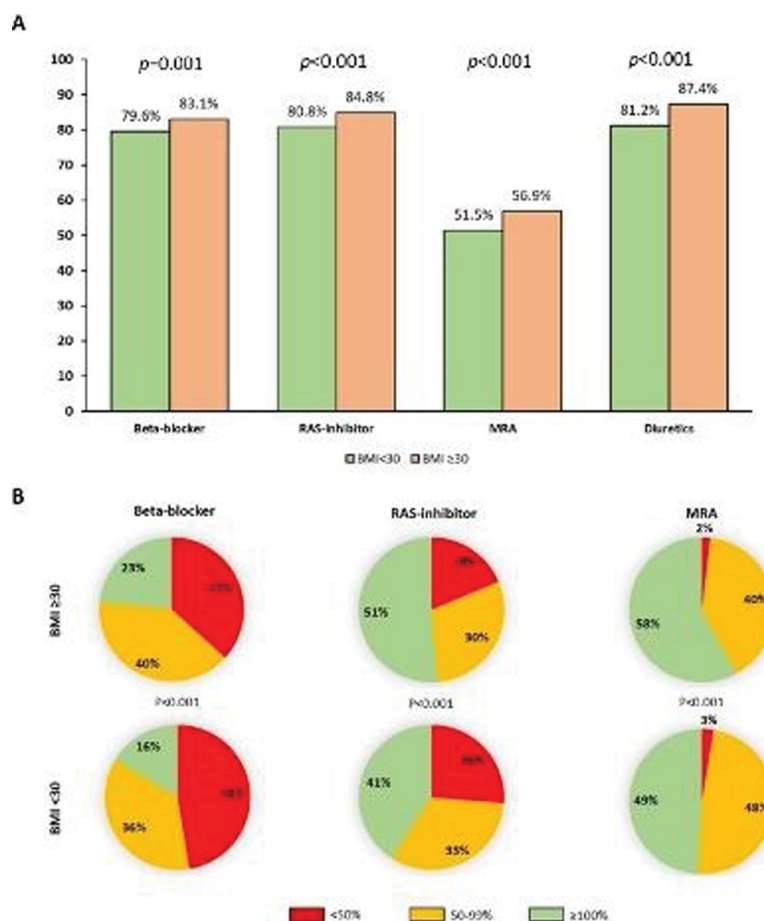 A
p=0.001 p<0.001 p<0.001 p<0.001
100
90
80
70
60
50
40
30
20
10
0
79.6% 83.1% 80.8% 84.8% 51.5% 56.9% 81.2% 87.4%
Beta-blocker RAS-inhibitor MRA Diuretics
BMI<30 BMI ≥30
B
Beta-blocker RAS-inhibitor MRA
BMI ≥30
23% 40%
51% 30%
2% 40% 58%
P<0.001 P<0.001 P<0.001
BMI <30
16% 36%
41% 33%
3% 48% 49%
<50% 50-99% ≥100%